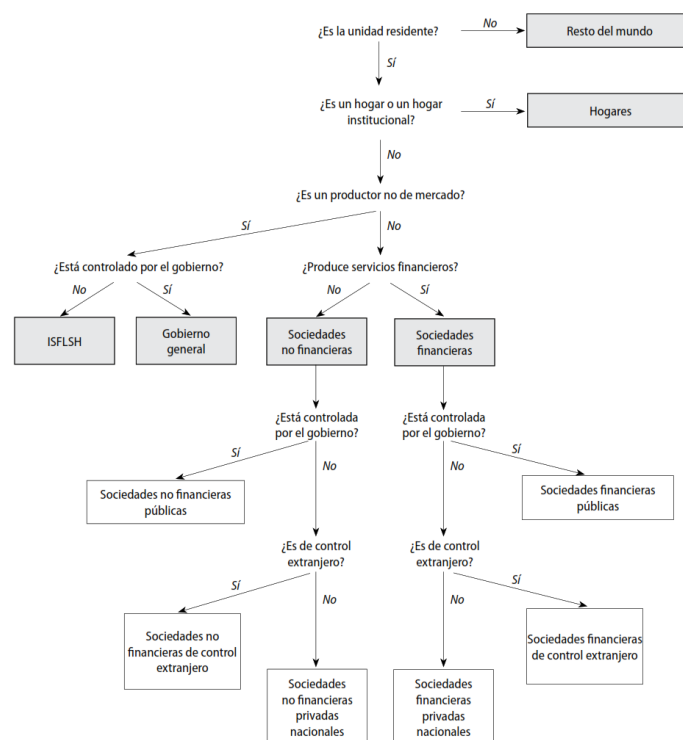 ¿Es la unidad residente?
No
Resto del mundo
Sí
¿Es un hogar o un hogar
institucional?
Sí
Hogares
No
¿Es un productor no de mercado?
Sí
No
¿Está controlado por el gobierno?
¿Produce servicios financieros?
No
Sí
No
Sí
ISFLSH
Gobierno
general
Sociedades
no financieras
Sociedades
financieras
¿Está controlada
por el gobierno?
¿Está controlada
por el gobierno?
Sí
No
No
Sí
Sociedades no financieras
públicas
Sociedades financieras
públicas
¿Es de control
extranjero?
¿Es de control
extranjero?
Sí
No
No
Sí
Sociedades no
financieras de control
extranjero
Sociedades financieras
de control extranjero
Sociedades
no financieras
privadas
nacionales
Sociedades
financieras
privadas
nacionales